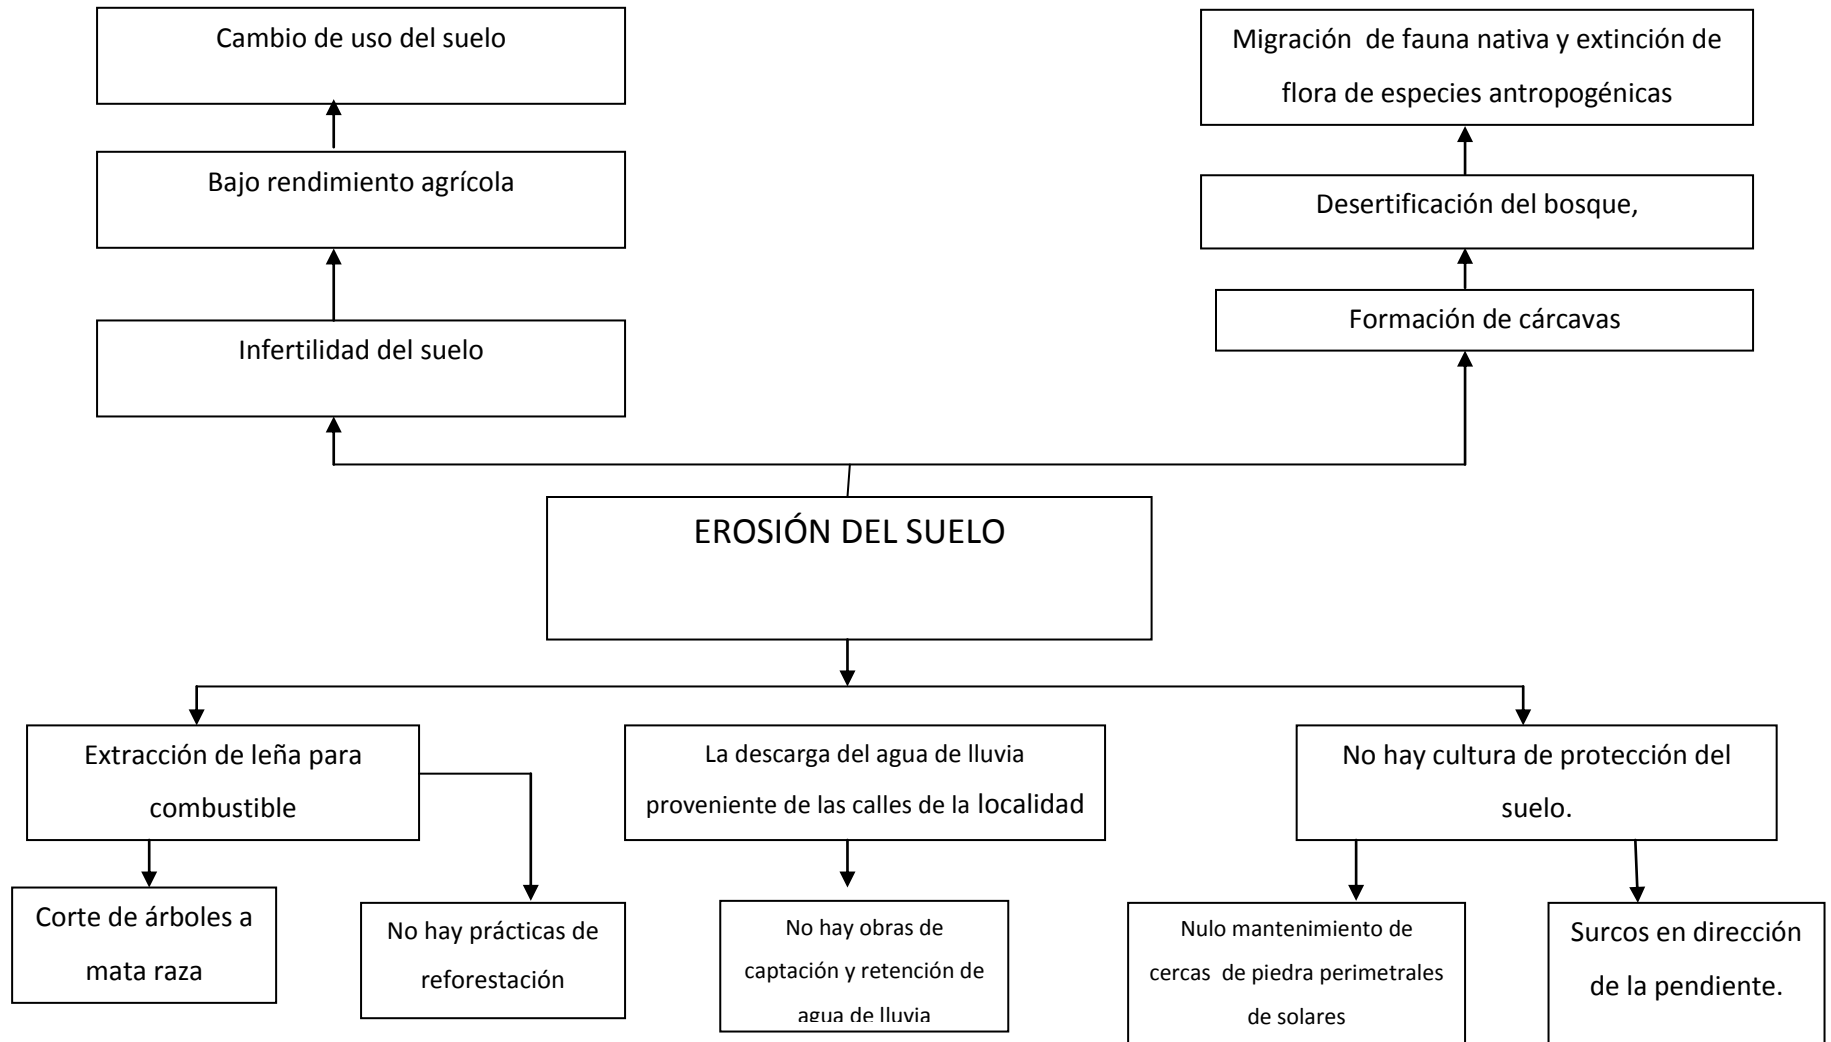 Cambio de uso del suelo
Migración de fauna nativa y extinción de
flora de especies antropogénicas
Bajo rendimiento agrícola
Desertificación del bosque,
Infertilidad del suelo
Formación de cárcavas
EROSIÓN DEL SUELO
Extracción de leña para
combustible
La descarga del agua de lluvia
proveniente de las calles de la localidad
No hay cultura de protección del
suelo.
Corte de árboles a
mata raza
No hay prácticas de
reforestación
No hay obras de
captación y retención de
agua de lluvia
Nulo mantenimiento de
cercas de piedra perimetrales
de solares
Surcos en dirección
de la pendiente.